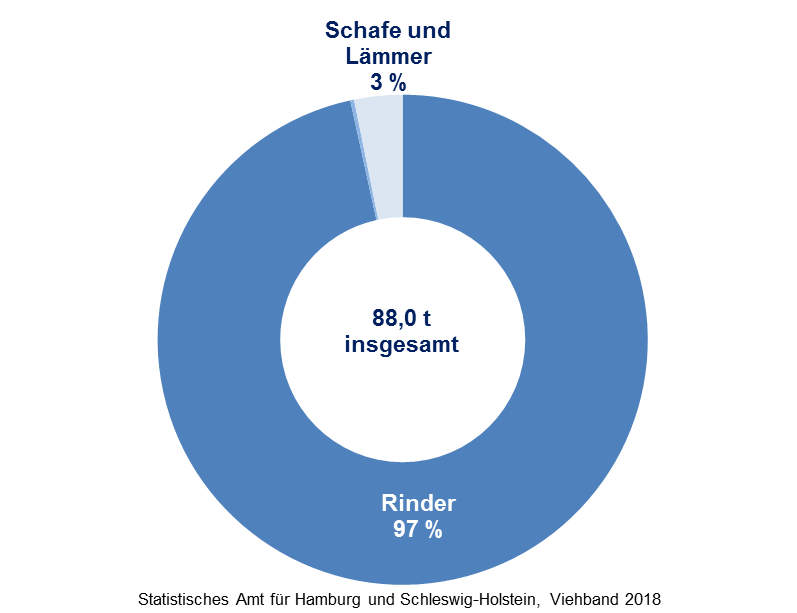 Schafe und
Lämmer
3 %
88,0 t
insgesamt
Rinder
97 %
Statistisches Amt für Hamburg und Schleswig-Holstein, Viehband 2018